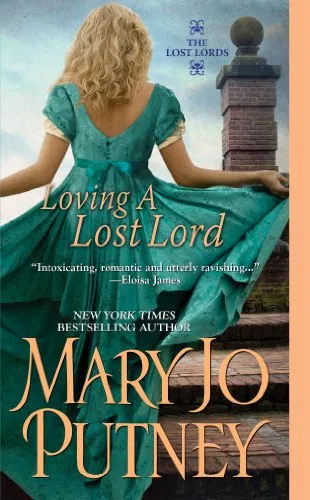 THE
LOST LORDS
Loving A
Lost Lord
“Intoxicating, romantic and utterly ravishing...”
—Eloisa James
NEW YORK TIMES
BESTSELLING AUTHOR
MARY JO
PUTNEY